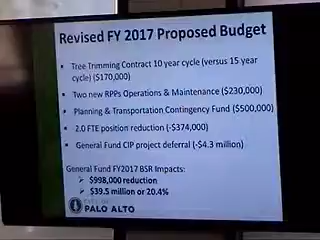 Revised FY 2017 Proposed Budget
Tree Trimming Contract 10 year cycle (versus 15 year
cycle) ($170,000)
Two new RPPs Operations & Maintenance ($230,000)
Planning & Transportation Contingency Fund ($500,000)
2.0 FTE position reduction (-$374,000)
General Fund CIP project deferral (-$4.3 million)
General Fund FY2017 BSR Impacts:
$998,000 reduction
$39.5 million or 20.4%
CITY OF
PALO ALTO